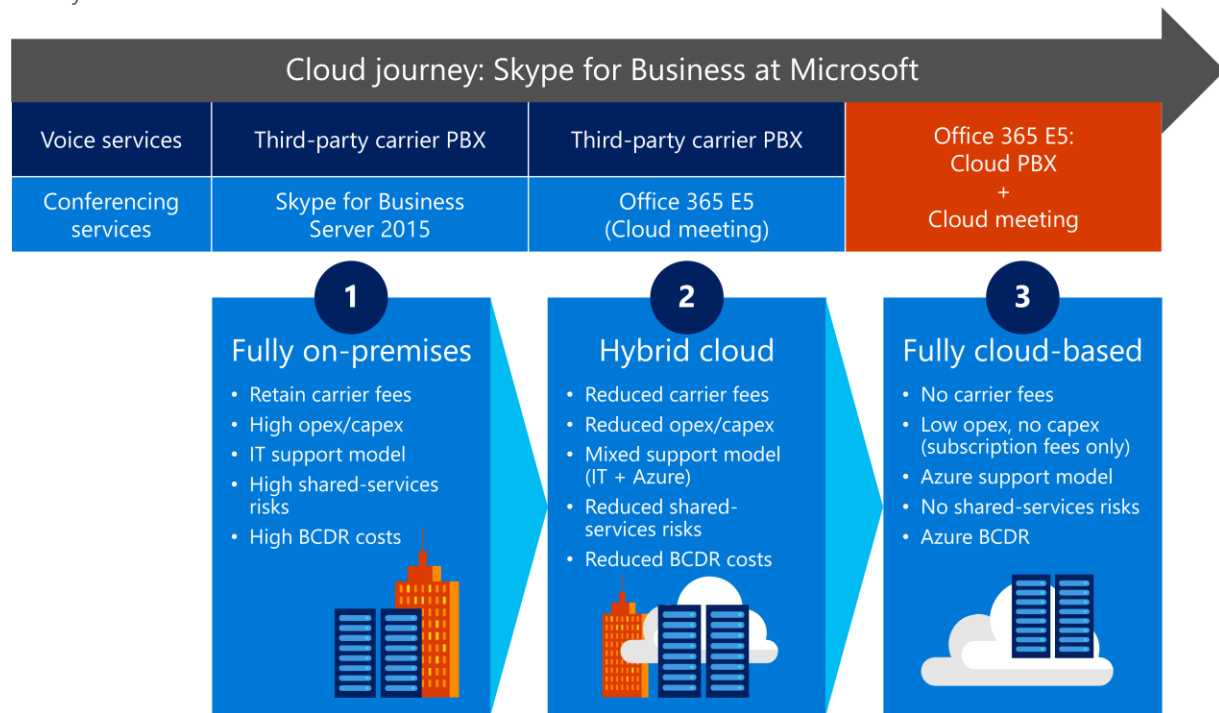 Cloud journey: Skype for Business at Microsoft
Voice services
Third-party carrier PBX
Third-party carrier PBX
Office 365 E5:
Cloud PBX
+
Cloud meeting
Conferencing
services
Skype for Business
Server 2015
Office 365 E5
(Cloud meeting)
1
Fully on-premises
• Retain carrier fees
• High opex/capex
• IT support model
• High shared-services
risks
• High BCDR costs
2
Hybrid cloud
• Reduced carrier fees
• Reduced opex/capex
• Mixed support model
(IT + Azure)
• Reduced shared-
services risks
• Reduced BCDR costs
3
Fully cloud-based
• No carrier fees
• Low opex, no capex
(subscription fees only)
• Azure support model
• No shared-services risks
• Azure BCDR